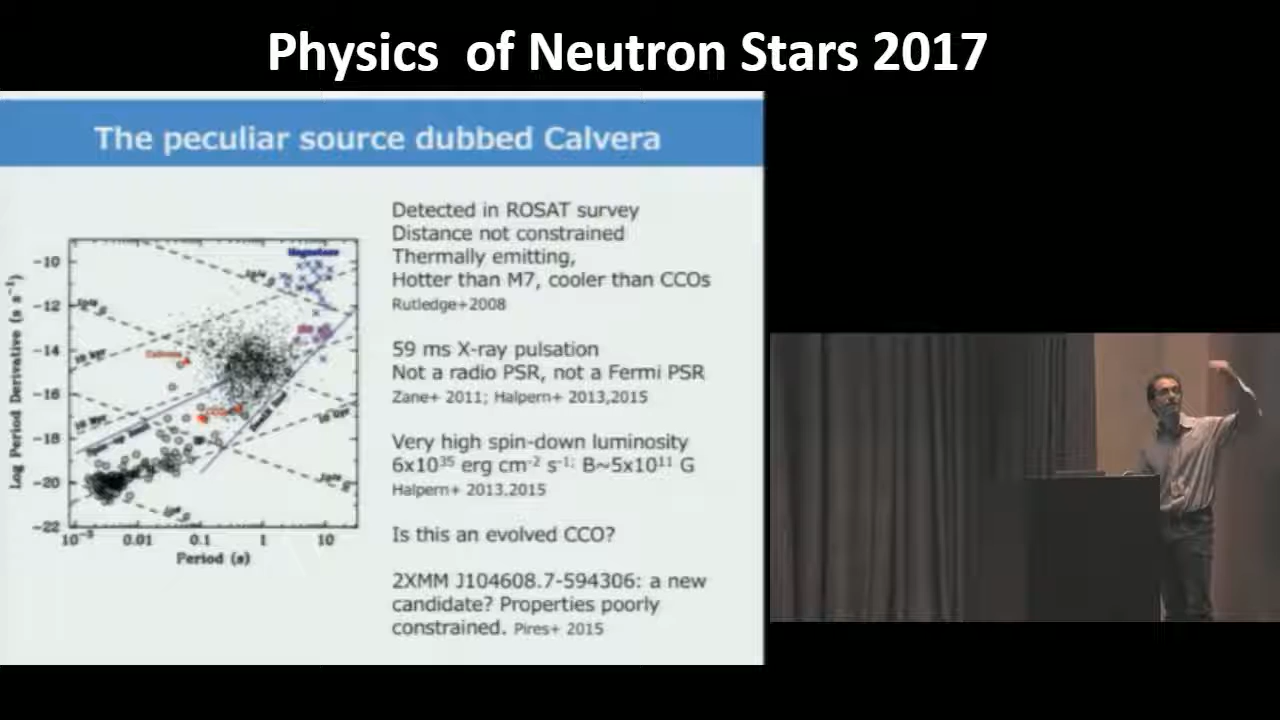 Physics of Neutron Stars 2017
The peculiar source dubbed Calvera
Detected in ROSAT survey
Distance not constrained
Thermally emitting,
Hotter than M7, cooler than CCOs
Rutledge+2008
59 ms X-ray pulsation
Not a radio PSR, not a Fermi PSR
Zane+ 2011; Halpern+ 2013,2015
Very high spin-down luminosity
6x10³⁵ erg cm⁻² s⁻¹; B~5x10¹¹ G
Halpern+ 2013,2015
Is this an evolved CCO?
2XMM J104608.7-594306: a new
candidate? Properties poorly
constrained. Pires+ 2015
Log Period Derivative (s s⁻¹)
-10
-12
-14
-16
-18
-20
-22
Magnetars
Calvera
10⁻³ 0.01 0.1 1 10
Period (s)